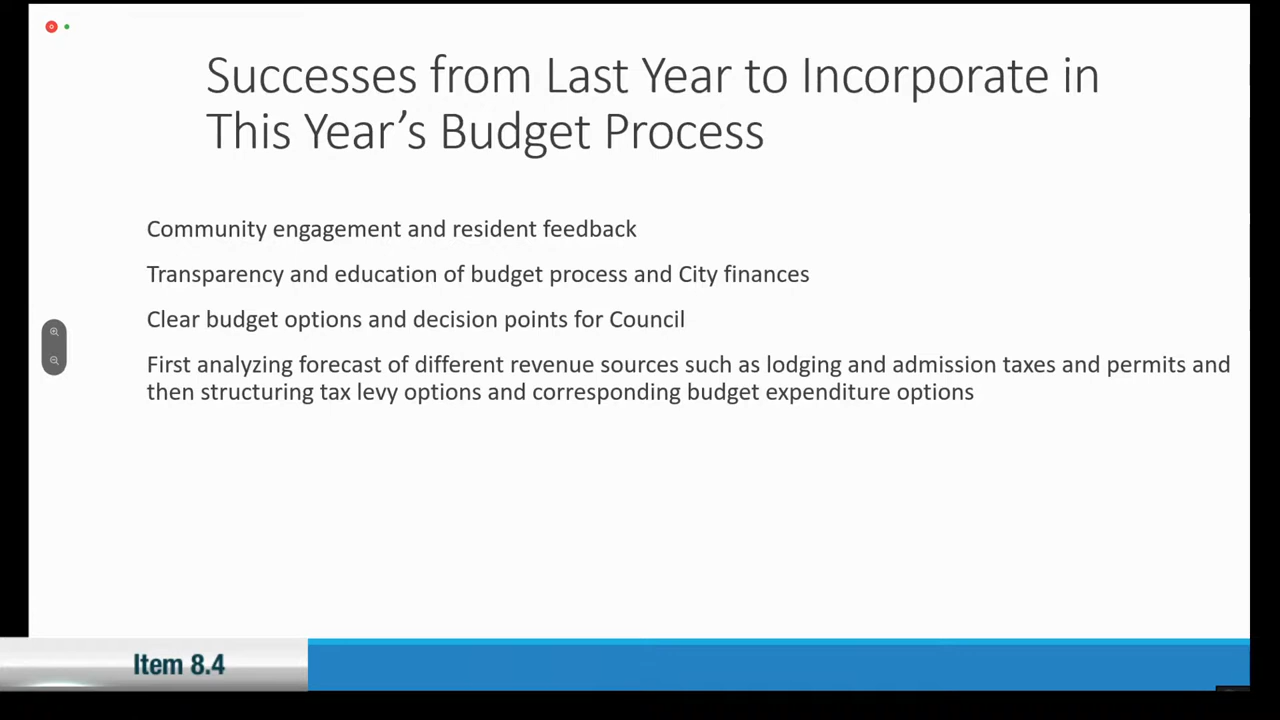 Successes from Last Year to Incorporate in
This Year’s Budget Process
Community engagement and resident feedback
Transparency and education of budget process and City finances
Clear budget options and decision points for Council
First analyzing forecast of different revenue sources such as lodging and admission taxes and permits and
then structuring tax levy options and corresponding budget expenditure options
Item 8.4